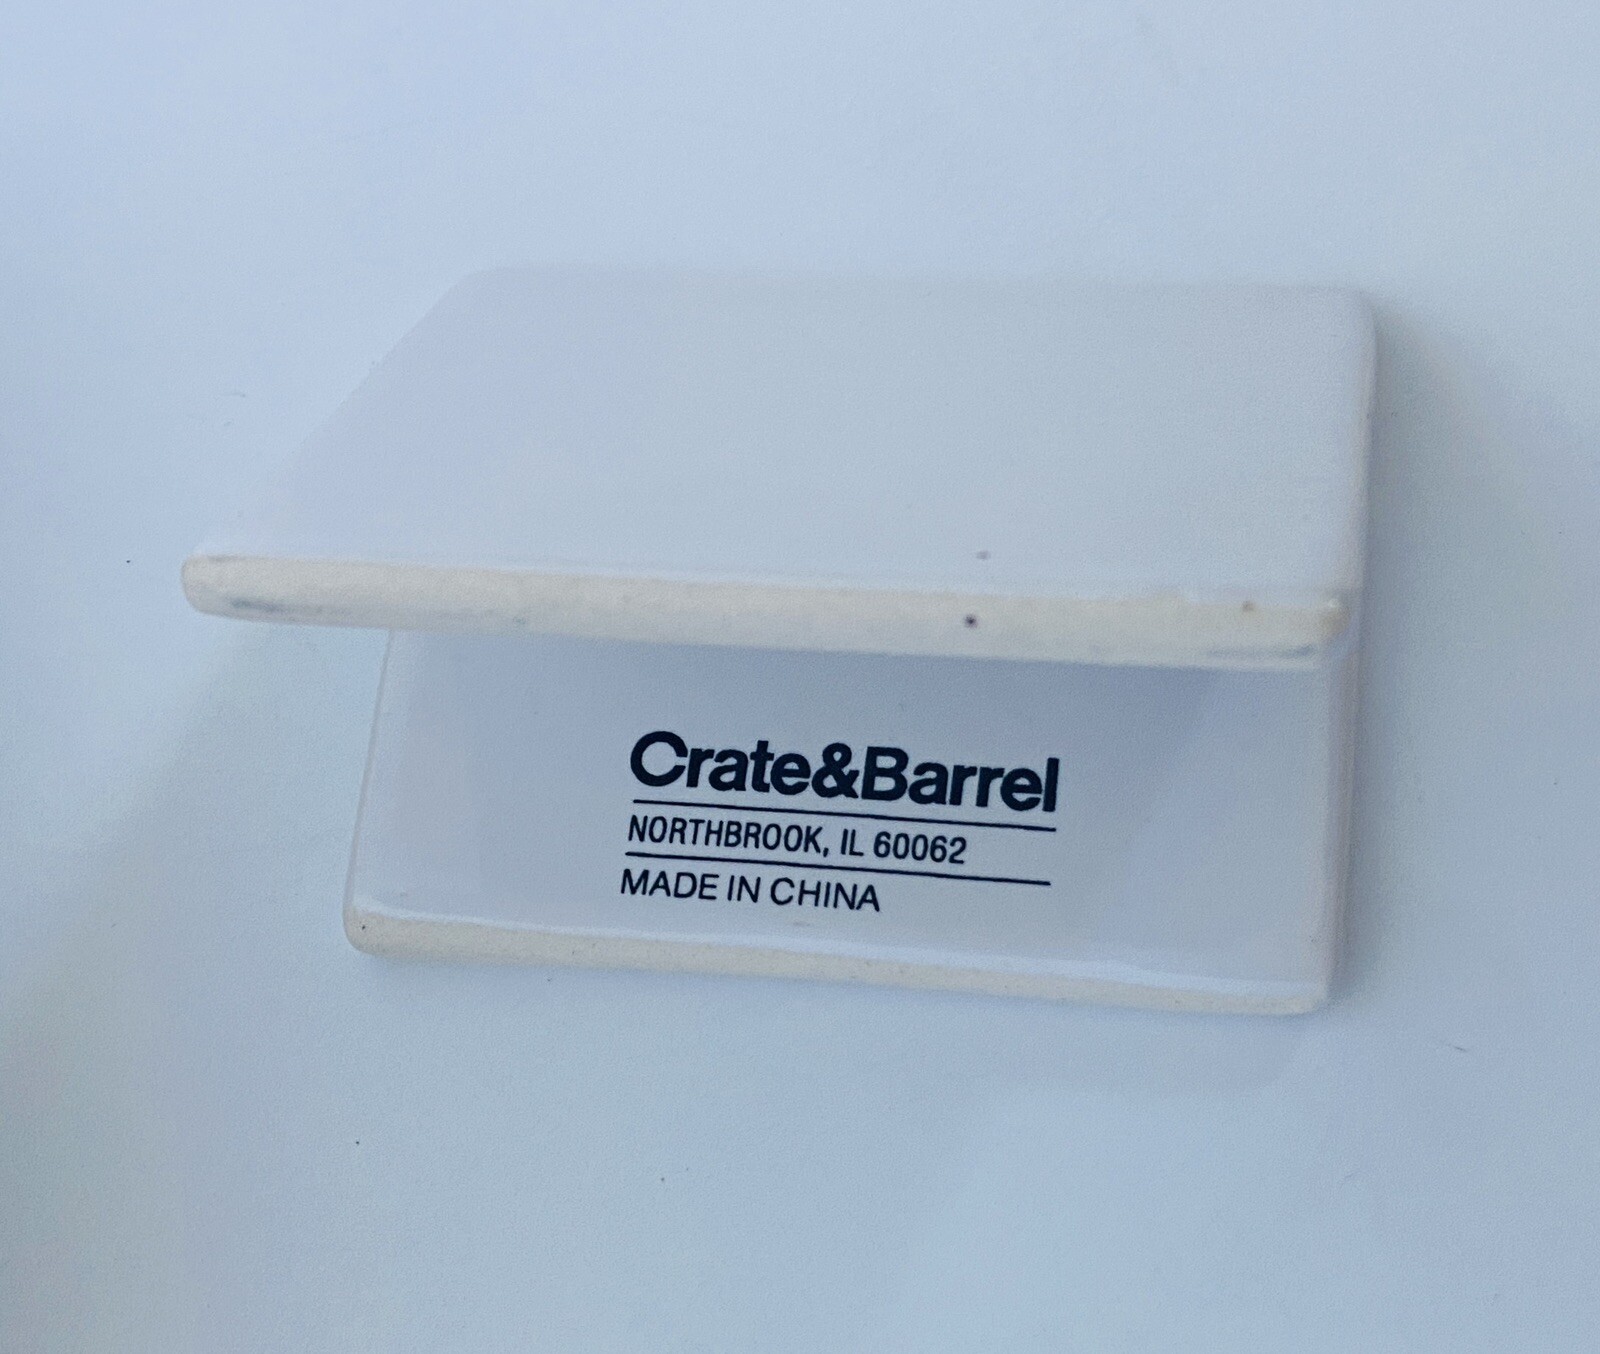 Crate&Barrel
NORTHBROOK, IL 60062
MADE IN CHINA